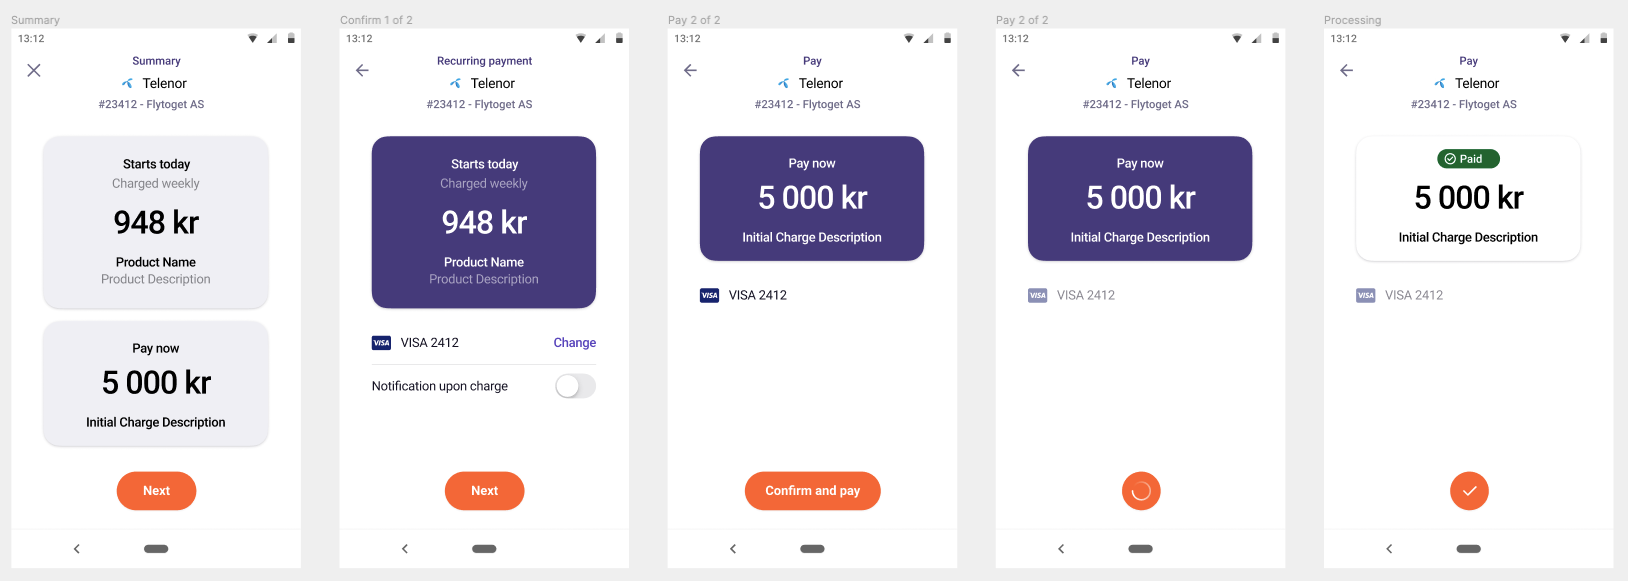 Summary
13:12
Summary
Telenor
#23412 - Flytoget AS
Starts today
Charged weekly
948 kr
Product Name
Product Description
Pay now
5 000 kr
Initial Charge Description
Next
Confirm 1 of 2
13:12
Recurring payment
Telenor
#23412 - Flytoget AS
Starts today
Charged weekly
948 kr
Product Name
Product Description
VISA VISA 2412 Change
Notification upon charge
Next
Pay 2 of 2
13:12
Pay
Telenor
#23412 - Flytoget AS
Pay now
5 000 kr
Initial Charge Description
VISA VISA 2412
Confirm and pay
Pay 2 of 2
13:12
Pay
Telenor
#23412 - Flytoget AS
Pay now
5 000 kr
Initial Charge Description
VISA VISA 2412
Processing
13:12
Pay
Telenor
#23412 - Flytoget AS
Paid
5 000 kr
Initial Charge Description
VISA VISA 2412